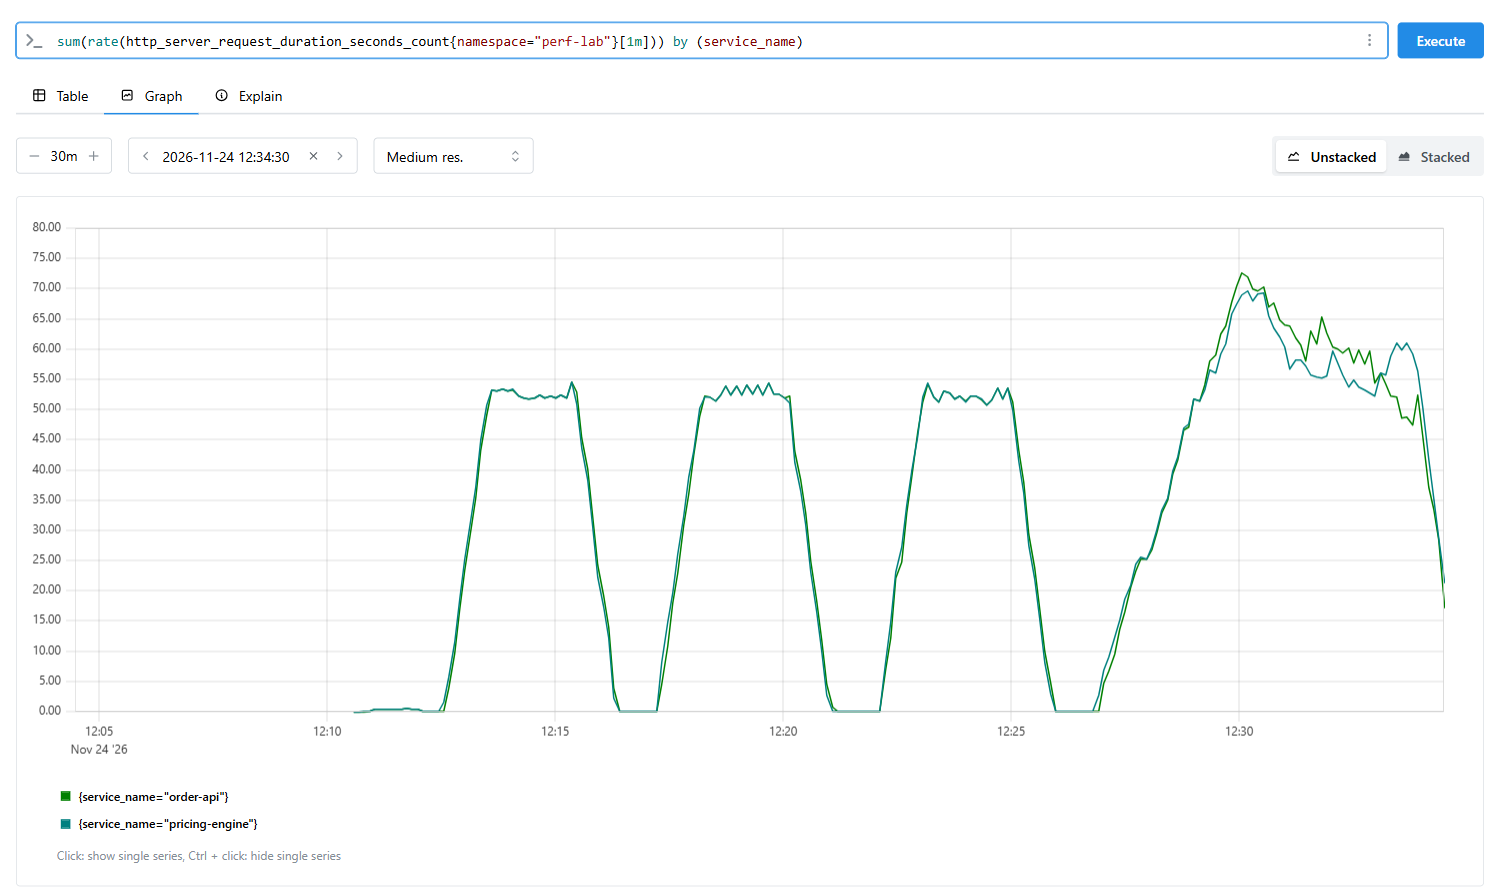 >_ sum(rate(http_server_request_duration_seconds_count{namespace="perf-lab"}[1m])) by (service_name)
Execute
Table Graph Explain
− 30m + 2026-11-24 12:34:30 × Medium res. Unstacked Stacked
80.00
75.00
70.00
65.00
60.00
55.00
50.00
45.00
40.00
35.00
30.00
25.00
20.00
15.00
10.00
5.00
0.00
12:05 12:10 12:15 12:20 12:25 12:30
Nov 24 '26
{service_name="order-api"}
{service_name="pricing-engine"}
Click: show single series, Ctrl + click: hide single series